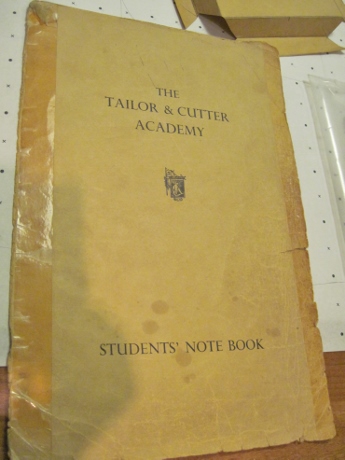 THE
TAILOR & CUTTER
ACADEMY
STUDENTS' NOTE BOOK